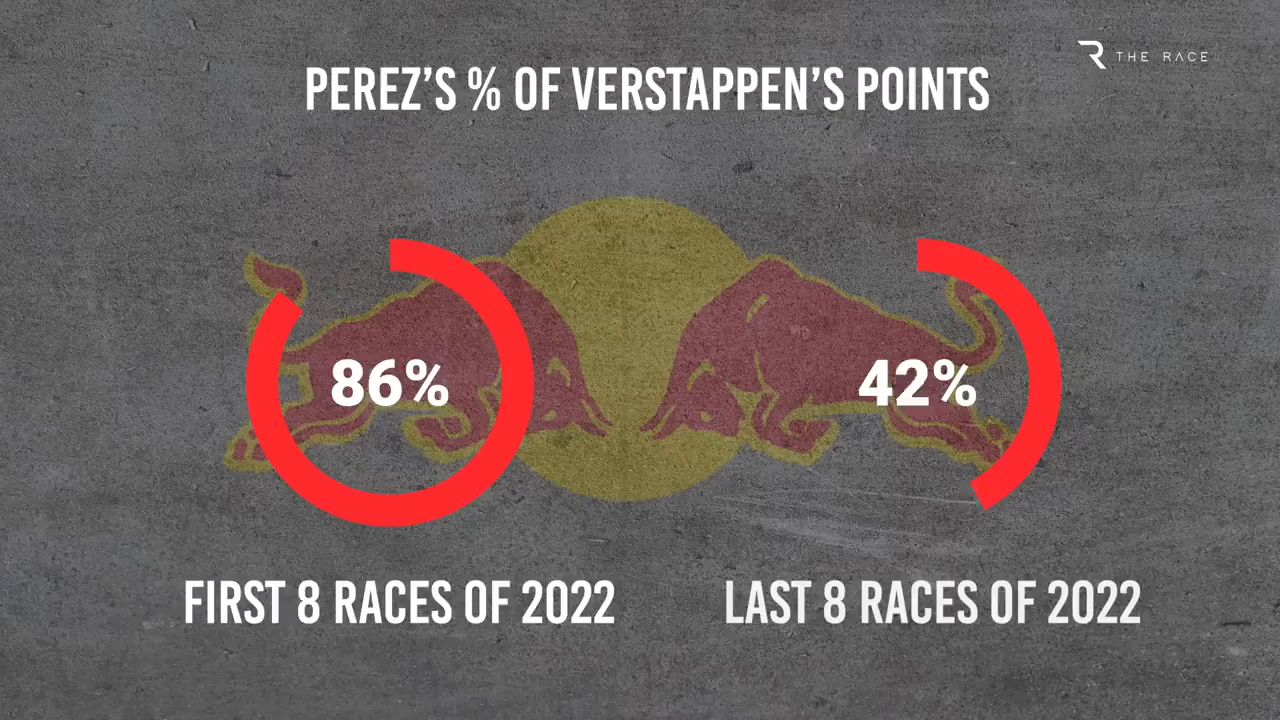 THE RACE
PEREZ'S % OF VERSTAPPEN'S POINTS
86%
42%
FIRST 8 RACES OF 2022
LAST 8 RACES OF 2022